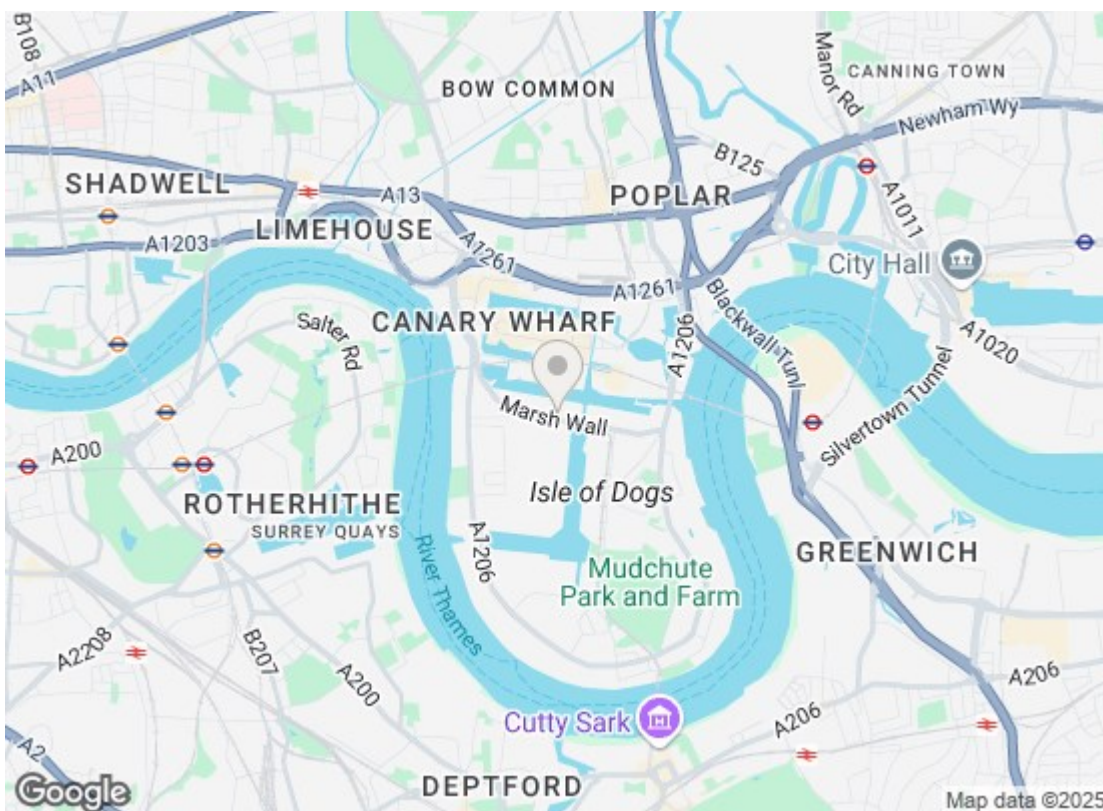 B108
A11
BOW COMMON
Manor Rd
CANNING TOWN
Newham Wy
B125
SHADWELL
A13
POPLAR
A1011
A1203
LIMEHOUSE
A1261
City Hall
A1261
CANARY WHARF
A1206
Blackwall Tunl
A1020
Salter Rd
Marsh Wall
Silvertown Tunnel
A200
ROTHERHITHE
SURREY QUAYS
Isle of Dogs
A1206
River Thames
GREENWICH
Mudchute
Park and Farm
A2208
B207
A200
A206
Cutty Sark
A206
A2
DEPTFORD
Google
Map data ©2025